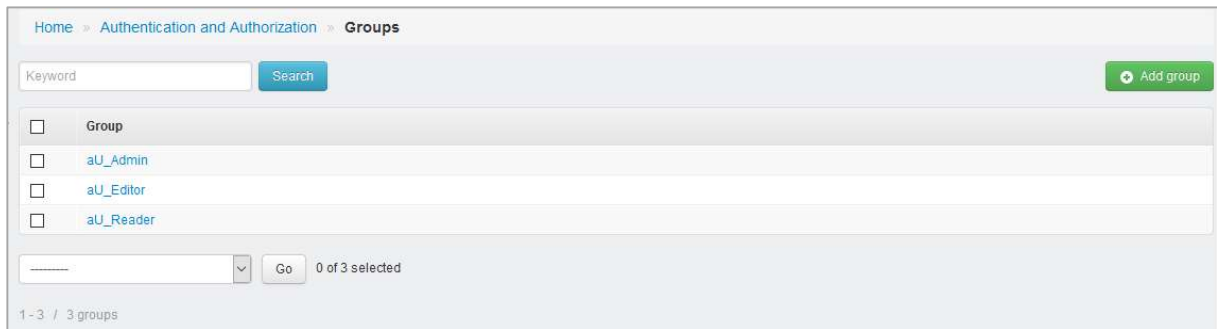 Home » Authentication and Authorization » Groups
Keyword Search Add group
Group
aU_Admin
aU_Editor
aU_Reader
--------- Go 0 of 3 selected
1 - 3 / 3 groups